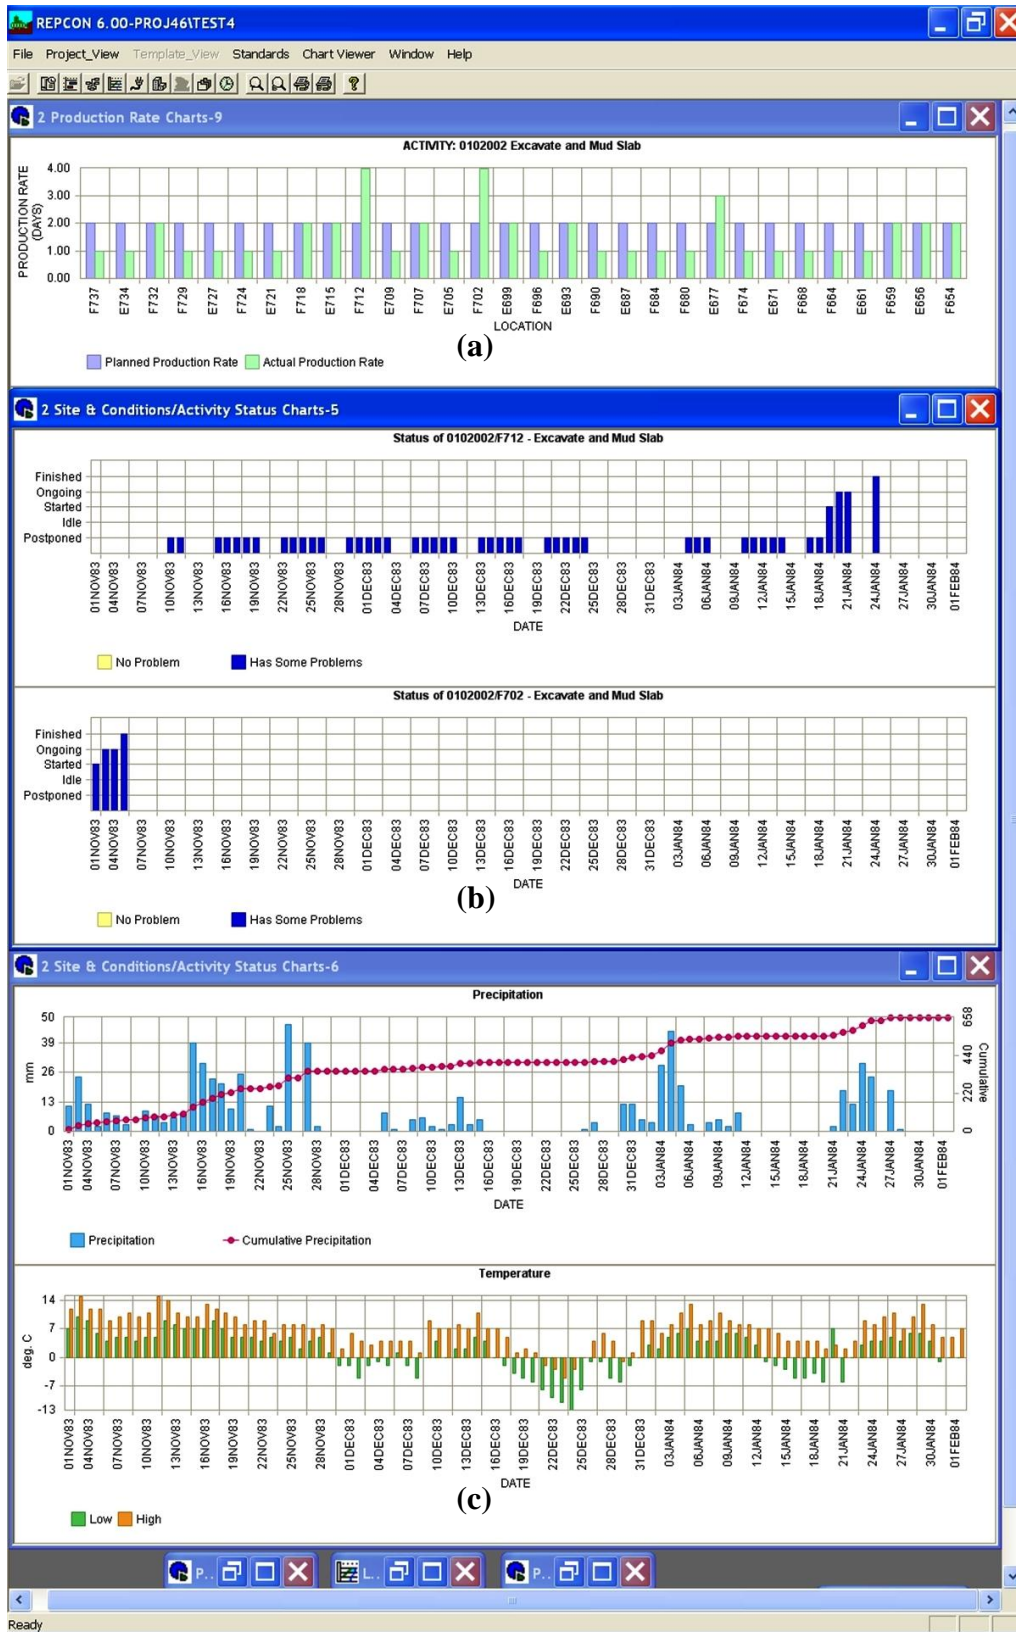 REPCON 6.00-PROJ46\TEST4
File Project_View Template_View Standards Chart Viewer Window Help
2 Production Rate Charts-9
ACTIVITY: 0102002 Excavate and Mud Slab
PRODUCTION RATE
(DAYS)
4.00
3.00
2.00
1.00
0.00
F737 E734 F732 F729 E727 F724 E721 F718 E715 F712 E709 F707 E705 F702 E699 F696 E693 F690 E687 F684 F680 E677 F674 E671 F668 F664 E661 F659 E656 F654
LOCATION
(a)
Planned Production Rate Actual Production Rate
2 Site & Conditions/Activity Status Charts-5
Status of 0102002/F712 - Excavate and Mud Slab
Finished
Ongoing
Started
Idle
Postponed
01NOV83 04NOV83 07NOV83 10NOV83 13NOV83 16NOV83 19NOV83 22NOV83 25NOV83 28NOV83 01DEC83 04DEC83 07DEC83 10DEC83 13DEC83 16DEC83 19DEC83 22DEC83 25DEC83 28DEC83 31DEC83 03JAN84 06JAN84 09JAN84 12JAN84 15JAN84 18JAN84 21JAN84 24JAN84 27JAN84 30JAN84 01FEB84
DATE
No Problem Has Some Problems
Status of 0102002/F702 - Excavate and Mud Slab
Finished
Ongoing
Started
Idle
Postponed
01NOV83 04NOV83 07NOV83 10NOV83 13NOV83 16NOV83 19NOV83 22NOV83 25NOV83 28NOV83 01DEC83 04DEC83 07DEC83 10DEC83 13DEC83 16DEC83 19DEC83 22DEC83 25DEC83 28DEC83 31DEC83 03JAN84 06JAN84 09JAN84 12JAN84 15JAN84 18JAN84 21JAN84 24JAN84 27JAN84 30JAN84 01FEB84
DATE
(b)
No Problem Has Some Problems
2 Site & Conditions/Activity Status Charts-6
Precipitation
mm
50
39
26
13
0
658
440
220
0
Cumulative
01NOV83 04NOV83 07NOV83 10NOV83 13NOV83 16NOV83 19NOV83 22NOV83 25NOV83 28NOV83 01DEC83 04DEC83 07DEC83 10DEC83 13DEC83 16DEC83 19DEC83 22DEC83 25DEC83 28DEC83 31DEC83 03JAN84 06JAN84 09JAN84 12JAN84 15JAN84 18JAN84 21JAN84 24JAN84 27JAN84 30JAN84 01FEB84
DATE
Precipitation Cumulative Precipitation
Temperature
deg. C
14
7
0
-7
-13
01NOV83 04NOV83 07NOV83 10NOV83 13NOV83 16NOV83 19NOV83 22NOV83 25NOV83 28NOV83 01DEC83 04DEC83 07DEC83 10DEC83 13DEC83 16DEC83 19DEC83 22DEC83 25DEC83 28DEC83 31DEC83 03JAN84 06JAN84 09JAN84 12JAN84 15JAN84 18JAN84 21JAN84 24JAN84 27JAN84 30JAN84 01FEB84
DATE
(c)
Low High
P.. L.. P..
Ready